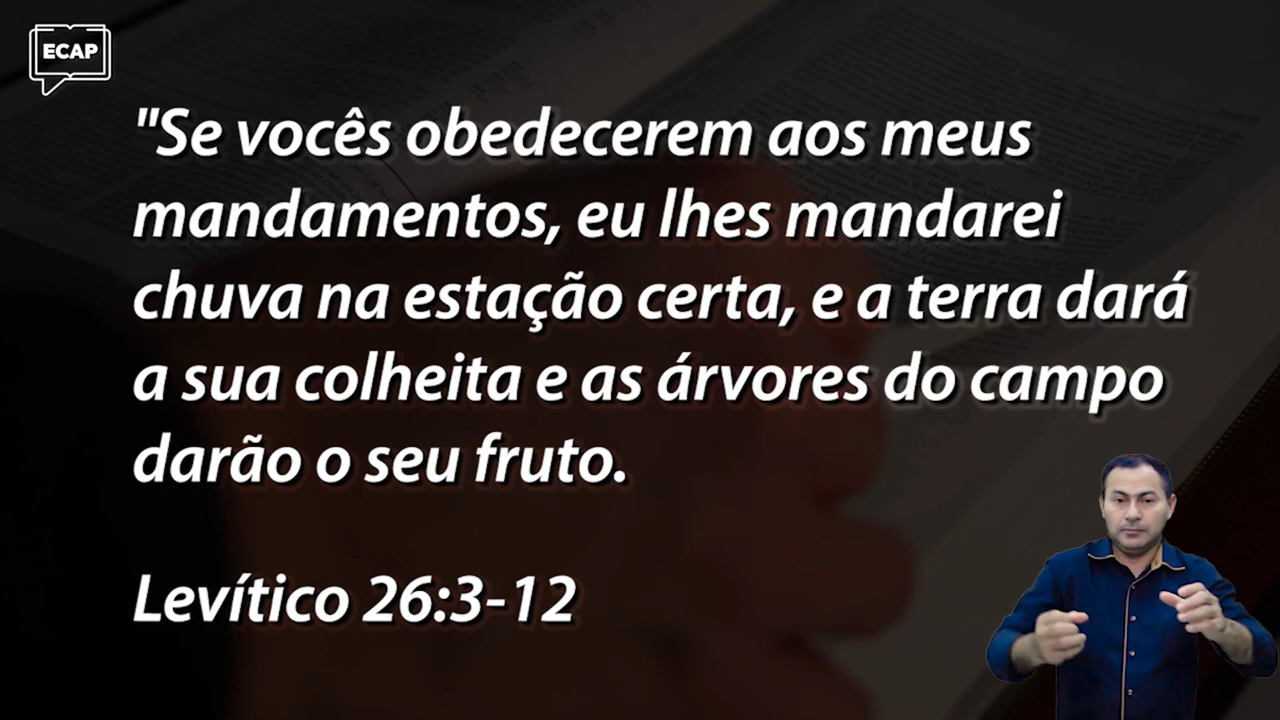 ECAP
"Se vocês obedecerem aos meus
mandamentos, eu lhes mandarei
chuva na estação certa, e a terra dará
a sua colheita e as árvores do campo
darão o seu fruto.
Levítico 26:3-12